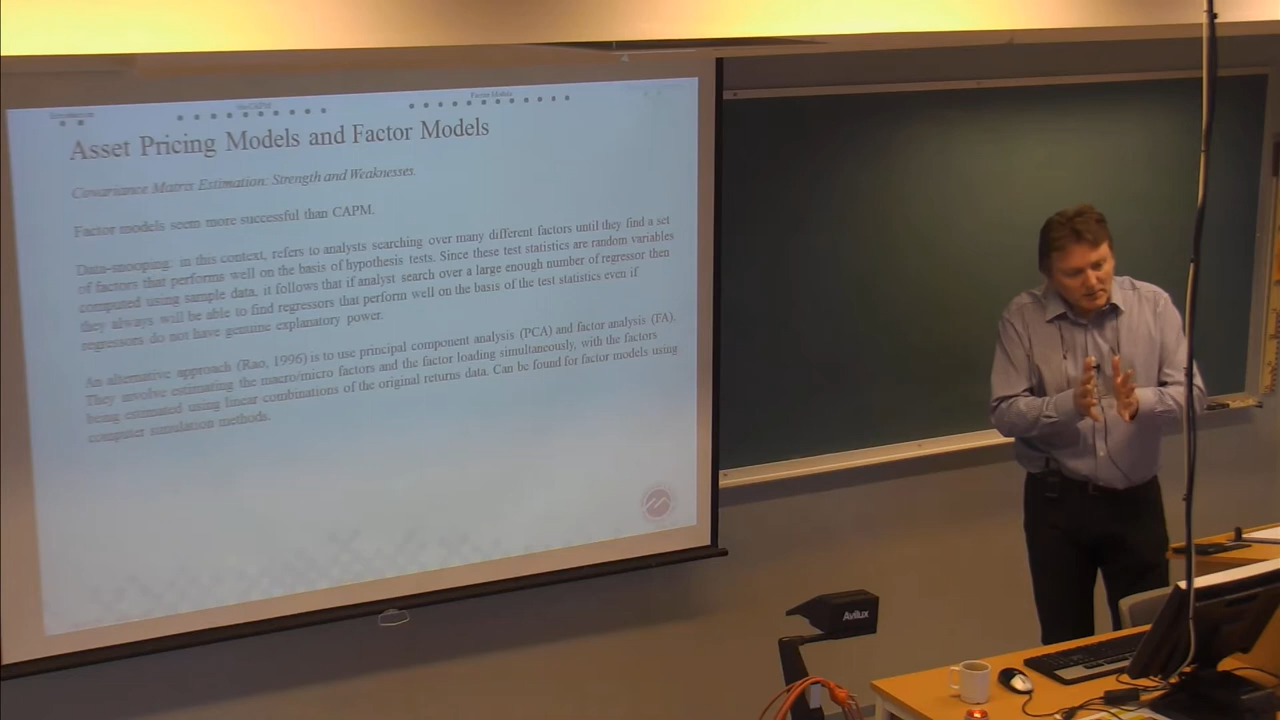 the CAPM
Factor Models
Asset Pricing Models and Factor Models
Covariance Matrix Estimation: Strength and Weaknesses.
Factor models seem more successful than CAPM.
Data-snooping: in this context, refers to analysts searching over many different factors until they find a set
of factors that performs well on the basis of hypothesis tests. Since these test statistics are random variables
computed using sample data, it follows that if analyst search over a large enough number of regressor then
they always will be able to find regressors that perform well on the basis of the test statistics even if
regressors do not have genuine explanatory power.
An alternative approach (Rao, 1996) is to use principal component analysis (PCA) and factor analysis (FA).
They involve estimating the macro/micro factors and the factor loading simultaneously, with the factors
being estimated using linear combinations of the original returns data. Can be found for factor models using
computer simulation methods.
Avilux